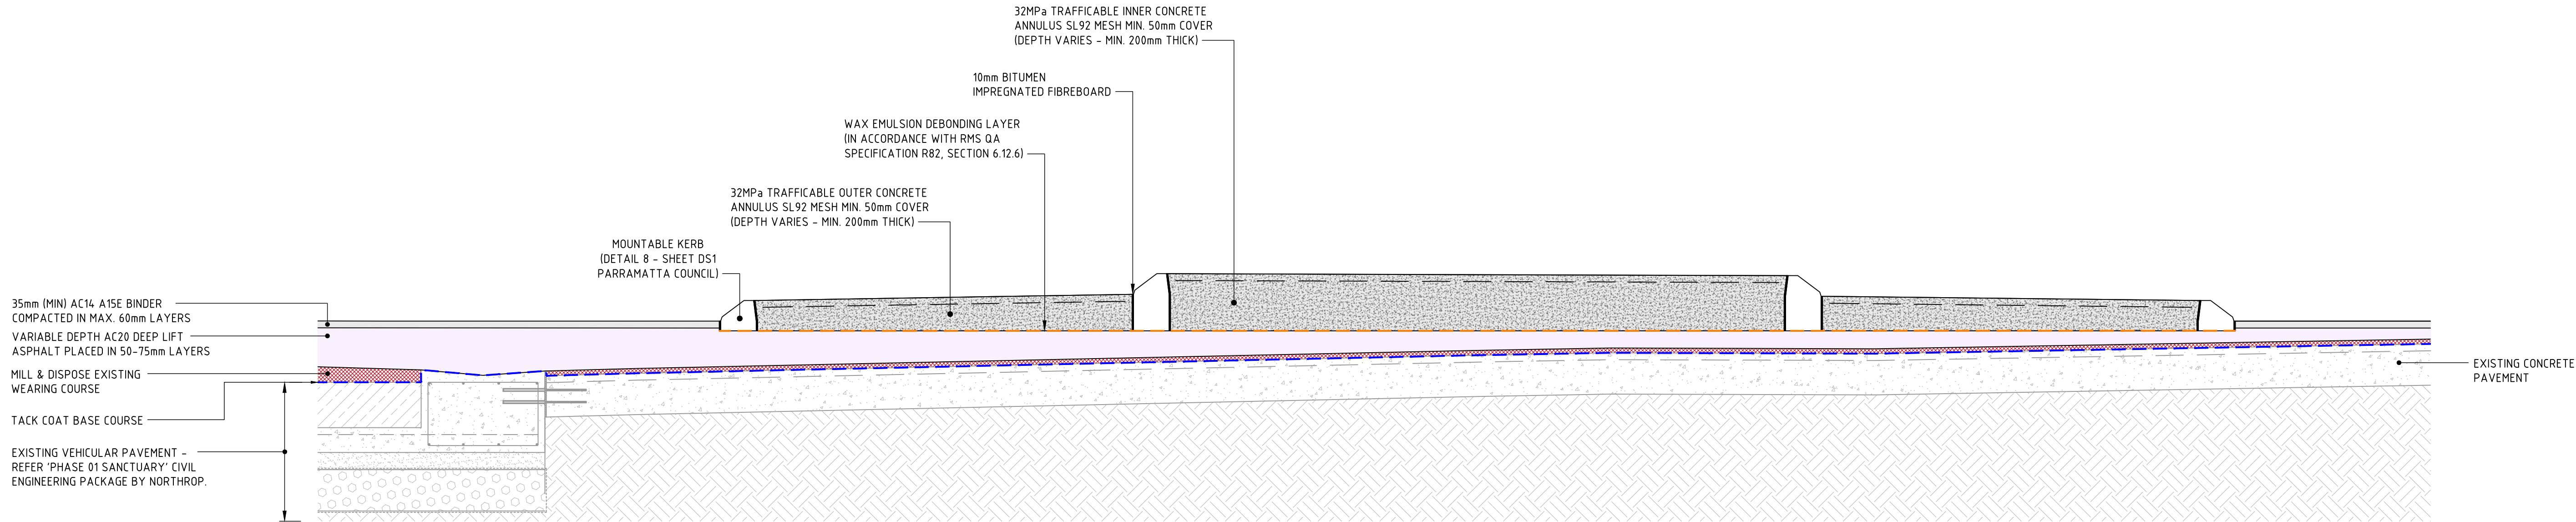 32MPa TRAFFICABLE INNER CONCRETE
ANNULUS SL92 MESH MIN. 50mm COVER
(DEPTH VARIES - MIN. 200mm THICK)
10mm BITUMEN
IMPREGNATED FIBREBOARD
WAX EMULSION DEBONDING LAYER
(IN ACCORDANCE WITH RMS QA
SPECIFICATION R82, SECTION 6.12.6)
32MPa TRAFFICABLE OUTER CONCRETE
ANNULUS SL92 MESH MIN. 50mm COVER
(DEPTH VARIES - MIN. 200mm THICK)
MOUNTABLE KERB
(DETAIL 8 - SHEET DS1
PARRAMATTA COUNCIL)
35mm (MIN) AC14 A15E BINDER
COMPACTED IN MAX. 60mm LAYERS
VARIABLE DEPTH AC20 DEEP LIFT
ASPHALT PLACED IN 50-75mm LAYERS
MILL & DISPOSE EXISTING
WEARING COURSE
TACK COAT BASE COURSE
EXISTING VEHICULAR PAVEMENT -
REFER 'PHASE 01 SANCTUARY' CIVIL
ENGINEERING PACKAGE BY NORTHROP.
EXISTING CONCRETE
PAVEMENT